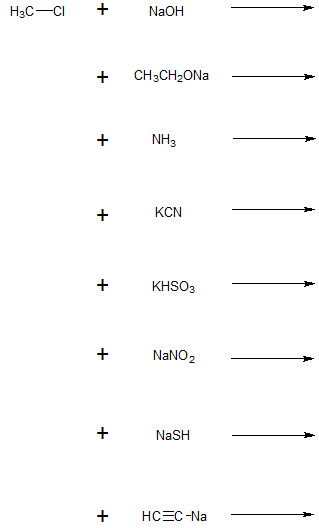 H₃C—Cl + NaOH
+ CH₃CH₂ONa
+ NH₃
+ KCN
+ KHSO₃
+ NaNO₂
+ NaSH
+ HC≡C-Na